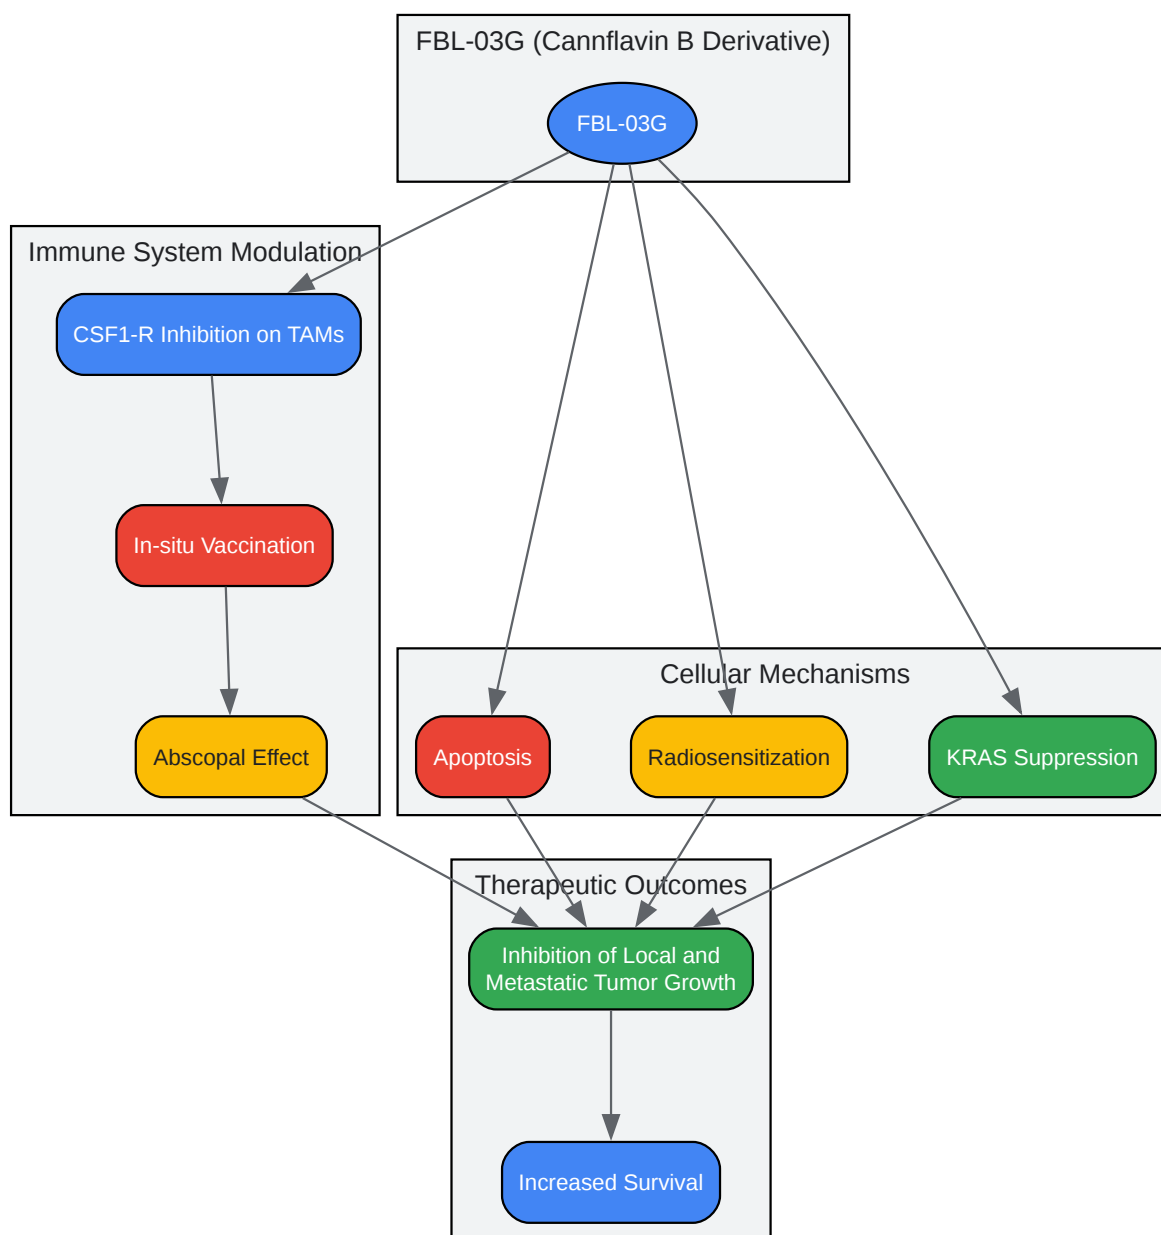 FBL-03G (Cannflavin B Derivative)
FBL-03G
Immune System Modulation
CSF1-R Inhibition on TAMs
In-situ Vaccination
Abscopal Effect
Cellular Mechanisms
Apoptosis
Radiosensitization
KRAS Suppression
Therapeutic Outcomes
Inhibition of Local and
Metastatic Tumor Growth
Increased Survival